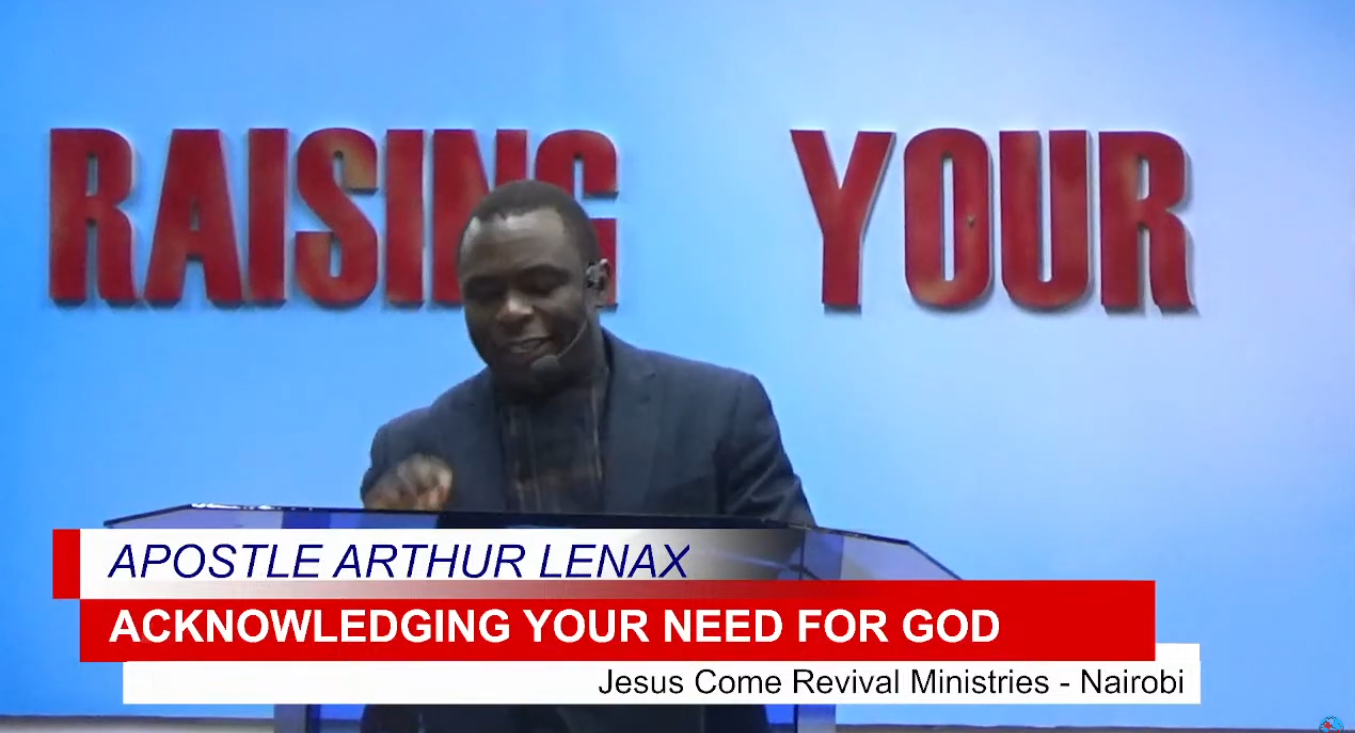 RAISING YOUR
APOSTLE ARTHUR LENAX
ACKNOWLEDGING YOUR NEED FOR GOD
Jesus Come Revival Ministries - Nairobi